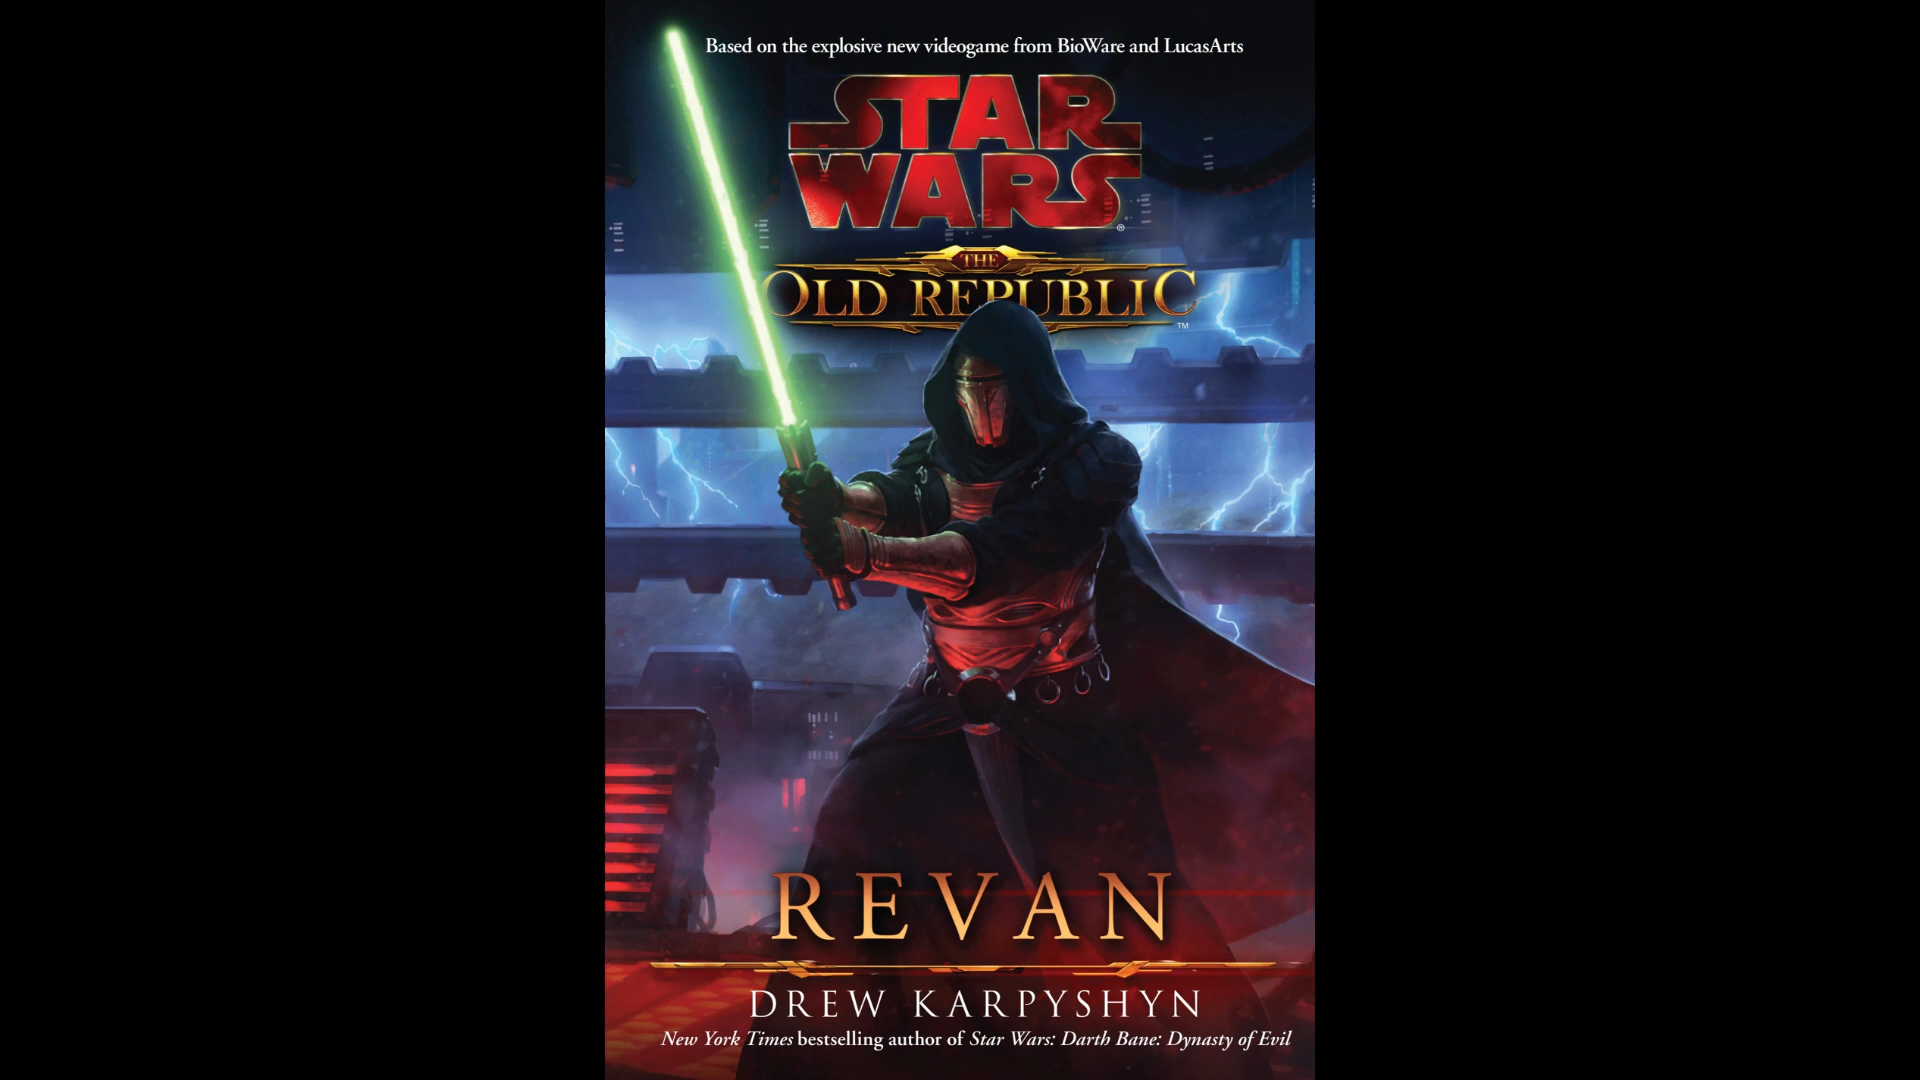 Based on the explosive new videogame from BioWare and LucasArts
STAR
WARS®
THE
OLD REPUBLIC™
REVAN
DREW KARPYSHYN
New York Times bestselling author of Star Wars: Darth Bane: Dynasty of Evil